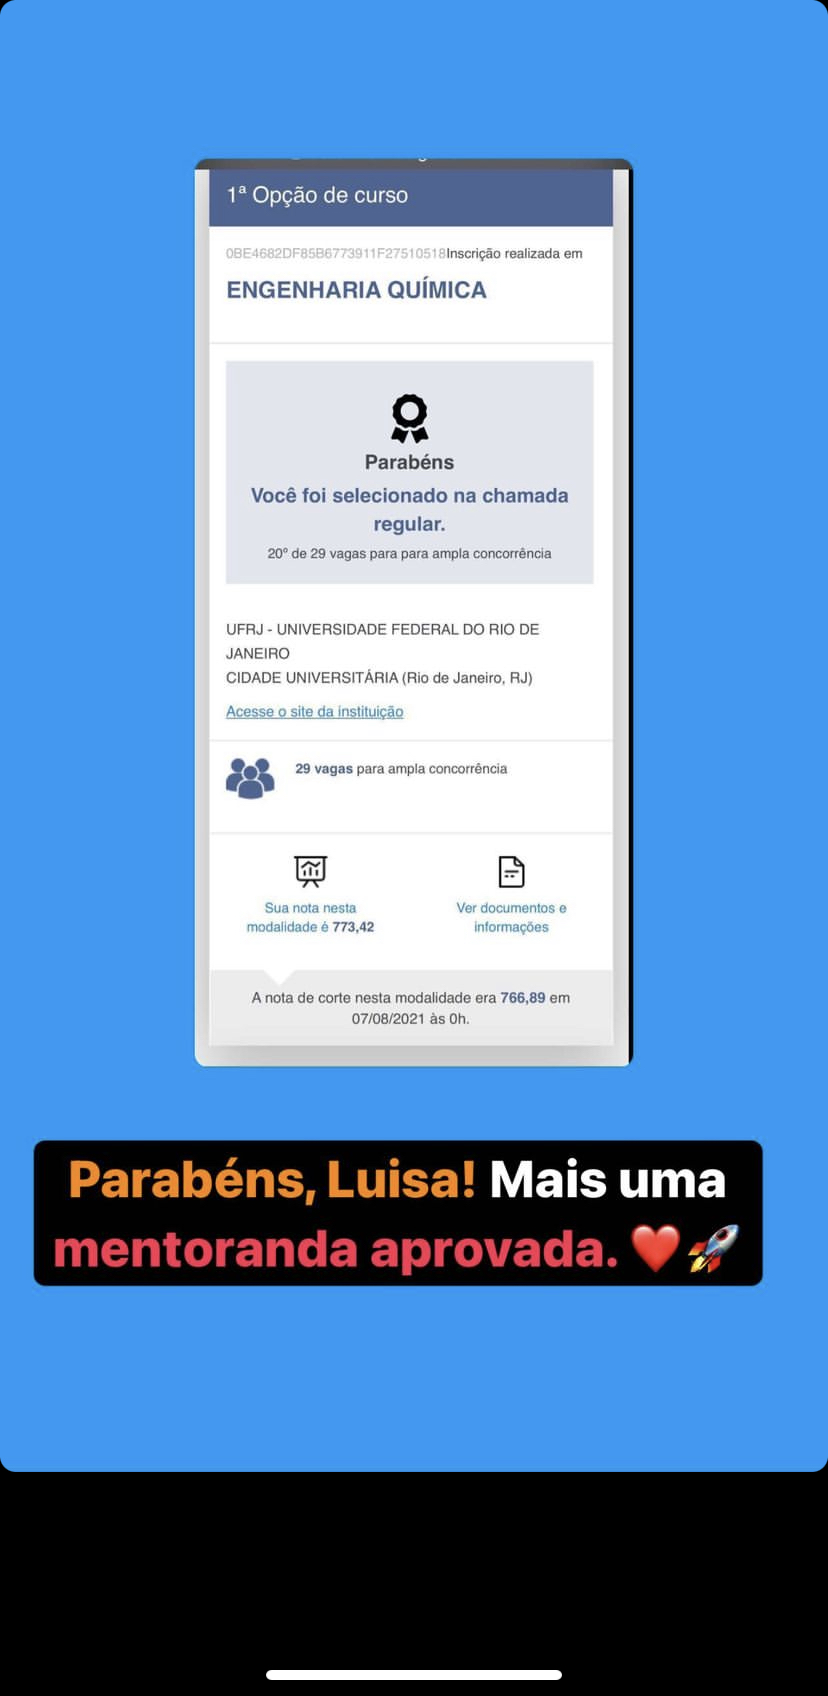 1ª Opção de curso
0BE4682DF85B6773911F27510518Inscrição realizada em
ENGENHARIA QUÍMICA
Parabéns
Você foi selecionado na chamada
regular.
20º de 29 vagas para para ampla concorrência
UFRJ - UNIVERSIDADE FEDERAL DO RIO DE
JANEIRO
CIDADE UNIVERSITÁRIA (Rio de Janeiro, RJ)
Acesse o site da instituição
29 vagas para ampla concorrência
Sua nota nesta
modalidade é 773,42
Ver documentos e
informações
A nota de corte nesta modalidade era 766,89 em
07/08/2021 às 0h.
Parabéns, Luisa! Mais uma
mentoranda aprovada. ❤️🚀